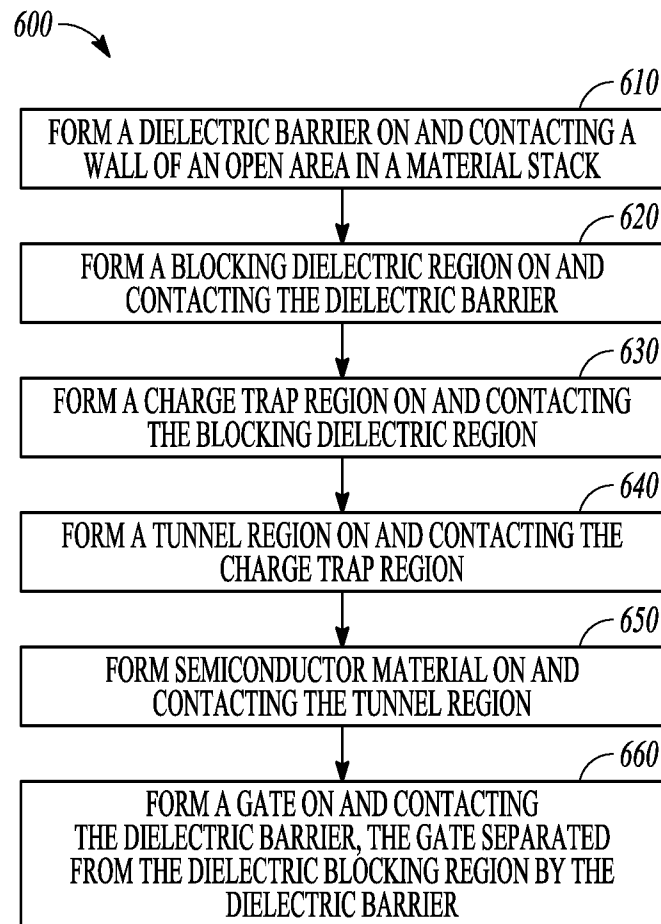 600
610
FORM A DIELECTRIC BARRIER ON AND CONTACTING A
WALL OF AN OPEN AREA IN A MATERIAL STACK
620
FORM A BLOCKING DIELECTRIC REGION ON AND
CONTACTING THE DIELECTRIC BARRIER
630
FORM A CHARGE TRAP REGION ON AND CONTACTING
THE BLOCKING DIELECTRIC REGION
640
FORM A TUNNEL REGION ON AND CONTACTING THE
CHARGE TRAP REGION
650
FORM SEMICONDUCTOR MATERIAL ON AND
CONTACTING THE TUNNEL REGION
660
FORM A GATE ON AND CONTACTING
THE DIELECTRIC BARRIER, THE GATE SEPARATED
FROM THE DIELECTRIC BLOCKING REGION BY THE
DIELECTRIC BARRIER